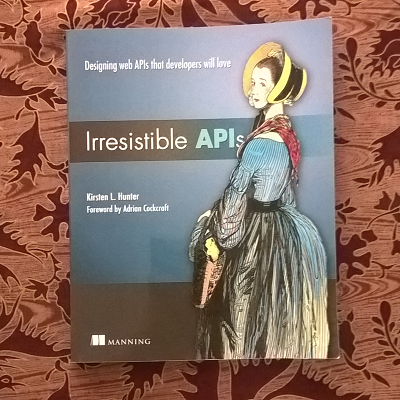 Designing web APIs that developers will love
Irresistible APIs
Kirsten L. Hunter
Foreword by Adrian Cockcroft
MANNING